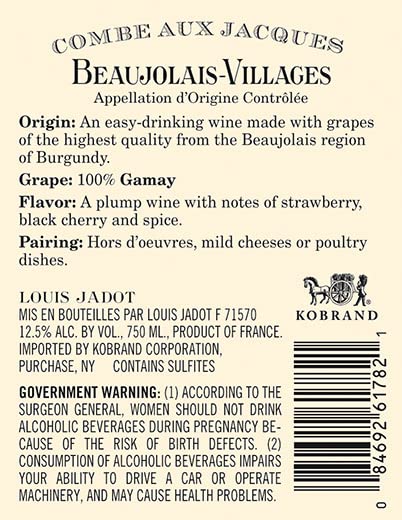 COMBE AUX JACQUES
BEAUJOLAIS-VILLAGES
Appellation d'Origine Contrôlée
Origin: An easy-drinking wine made with grapes
of the highest quality from the Beaujolais region
of Burgundy.
Grape: 100% Gamay
Flavor: A plump wine with notes of strawberry,
black cherry and spice.
Pairing: Hors d'oeuvres, mild cheeses or poultry
dishes.
LOUIS JADOT
MIS EN BOUTEILLES PAR LOUIS JADOT F 71570
12.5% ALC. BY VOL., 750 ML., PRODUCT OF FRANCE.
IMPORTED BY KOBRAND CORPORATION,
PURCHASE, NY CONTAINS SULFITES
KOBRAND
GOVERNMENT WARNING: (1) ACCORDING TO THE
SURGEON GENERAL, WOMEN SHOULD NOT DRINK
ALCOHOLIC BEVERAGES DURING PREGNANCY BE-
CAUSE OF THE RISK OF BIRTH DEFECTS. (2)
CONSUMPTION OF ALCOHOLIC BEVERAGES IMPAIRS
YOUR ABILITY TO DRIVE A CAR OR OPERATE
MACHINERY, AND MAY CAUSE HEALTH PROBLEMS.
0 84692 61782 1